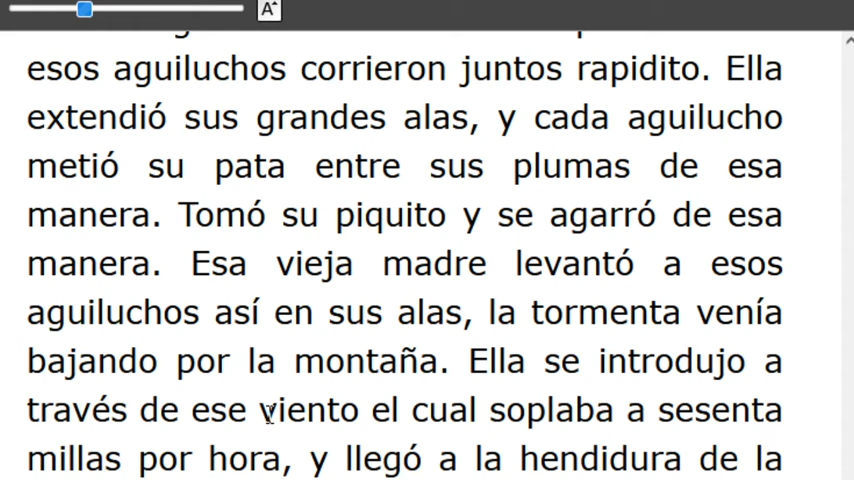 A
esos aguiluchos corrieron juntos rapidito. Ella
extendió sus grandes alas, y cada aguilucho
metió su pata entre sus plumas de esa
manera. Tomó su piquito y se agarró de esa
manera. Esa vieja madre levantó a esos
aguiluchos así en sus alas, la tormenta venía
bajando por la montaña. Ella se introdujo a
través de ese viento el cual soplaba a sesenta
millas por hora, y llegó a la hendidura de la